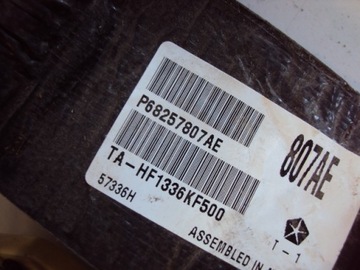 P68257807AE
807AE
TA-HF1336KF500
57336H
T-1
ASSEMBLED IN